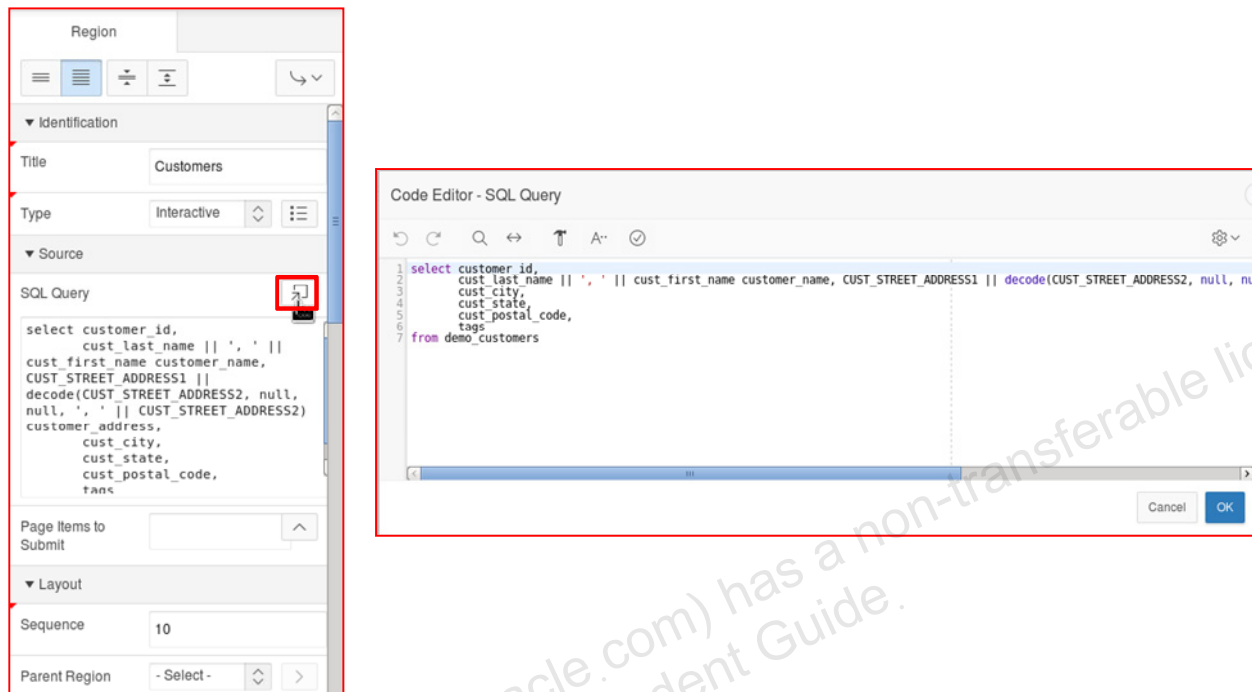 Region
Identification
Title
Customers
Type
Interactive
Source
SQL Query
select customer_id,
cust_last_name || ', ' ||
cust_first_name customer_name,
CUST_STREET_ADDRESS1 ||
decode(CUST_STREET_ADDRESS2, null,
null, ', ' || CUST_STREET_ADDRESS2)
customer_address,
cust_city,
cust_state,
cust_postal_code,
tags
Page Items to
Submit
Layout
Sequence
10
Parent Region
- Select -
Code Editor - SQL Query
A··
1 select customer_id,
2 cust_last_name || ', ' || cust_first_name customer_name, CUST_STREET_ADDRESS1 || decode(CUST_STREET_ADDRESS2, null, nu
3 cust_city,
4 cust_state,
5 cust_postal_code,
6 tags
7 from demo_customers
Cancel
OK
cle.com) has a non-transferable lic
dent Guide.